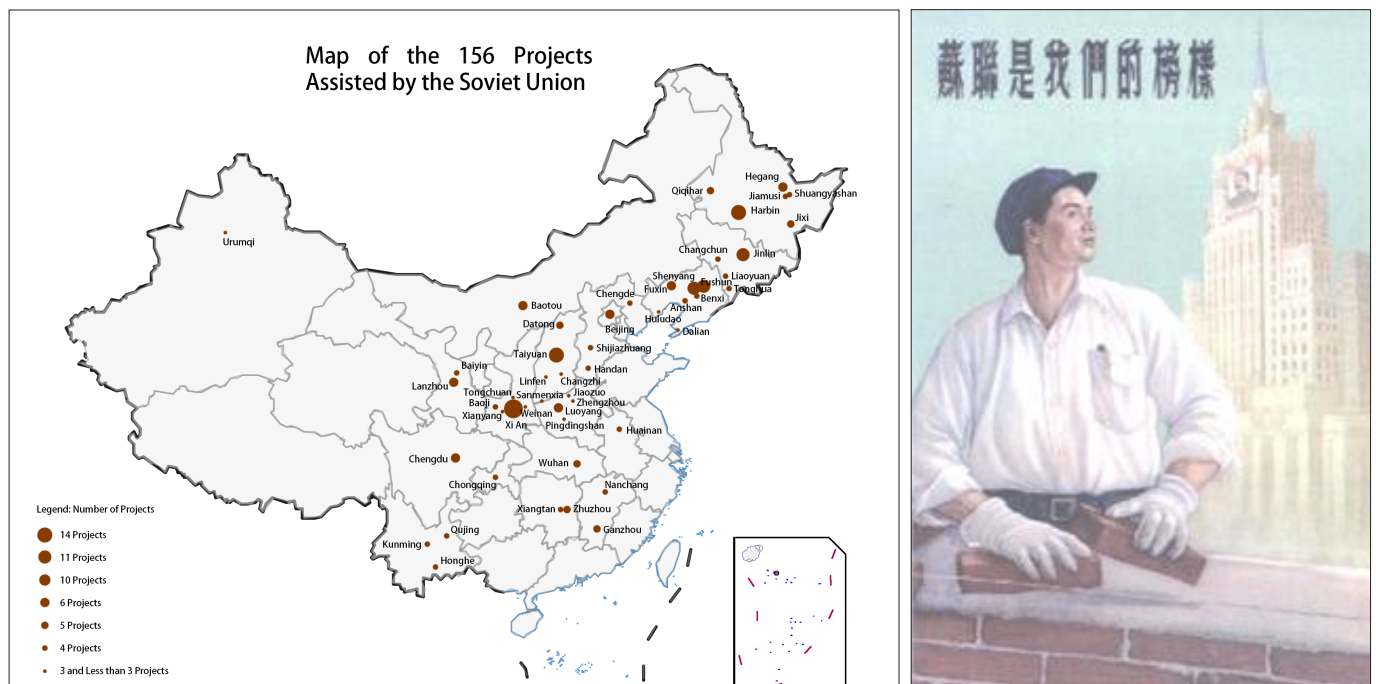 Map of the 156 Projects
Assisted by the Soviet Union
Hegang
Qiqihar
Jiamusi
Shuangyashan
Harbin
Jixi
Urumqi
Changchun
Jinlin
Shenyang
Liaoyuan
Fushun
Fuxin
Tonghua
Chengde
Benxi
Baotou
Anshan
Huludao
Datong
Beijing
Dalian
Taiyuan
Shijiazhuang
Baiyin
Handan
Lanzhou
Linfen
Changzhi
Tongchuan
Sanmenxia
Jiaozuo
Baoji
Zhengzhou
Xianyang
Weinan
Luoyang
Xi An
Pingdingshan
Huainan
Chengdu
Wuhan
Chongqing
Nanchang
Xiangtan
Zhuzhou
Qujing
Ganzhou
Kunming
Honghe
Legend: Number of Projects
14 Projects
11 Projects
10 Projects
6 Projects
5 Projects
4 Projects
3 and Less than 3 Projects
蘇聯是我們的榜樣